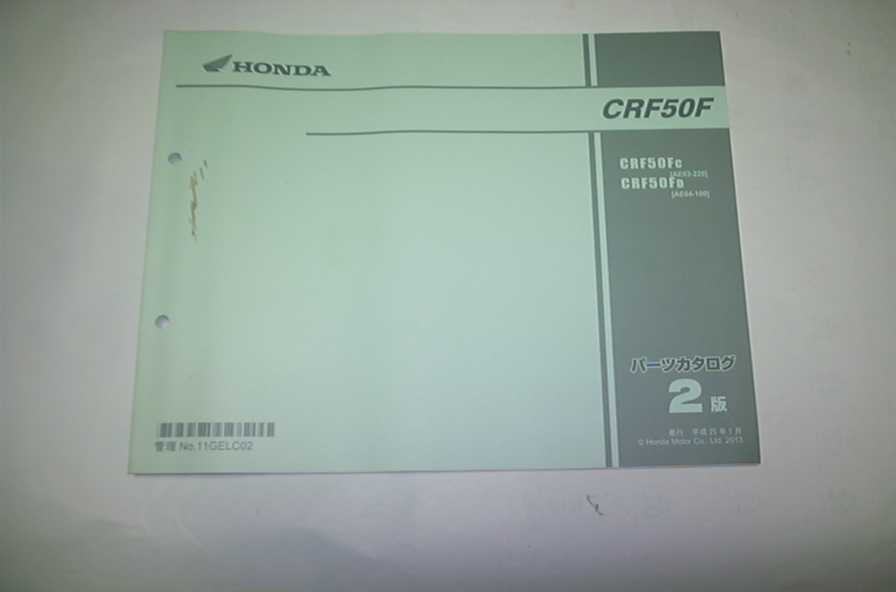 HONDA
CRF50F
CRF50Fc
[AE03-220]
CRF50FD
[AE04-100]
パーツカタログ
2版
発行 平成25年1月
© Honda Motor Co., Ltd. 2013
管理 No.11GELC02